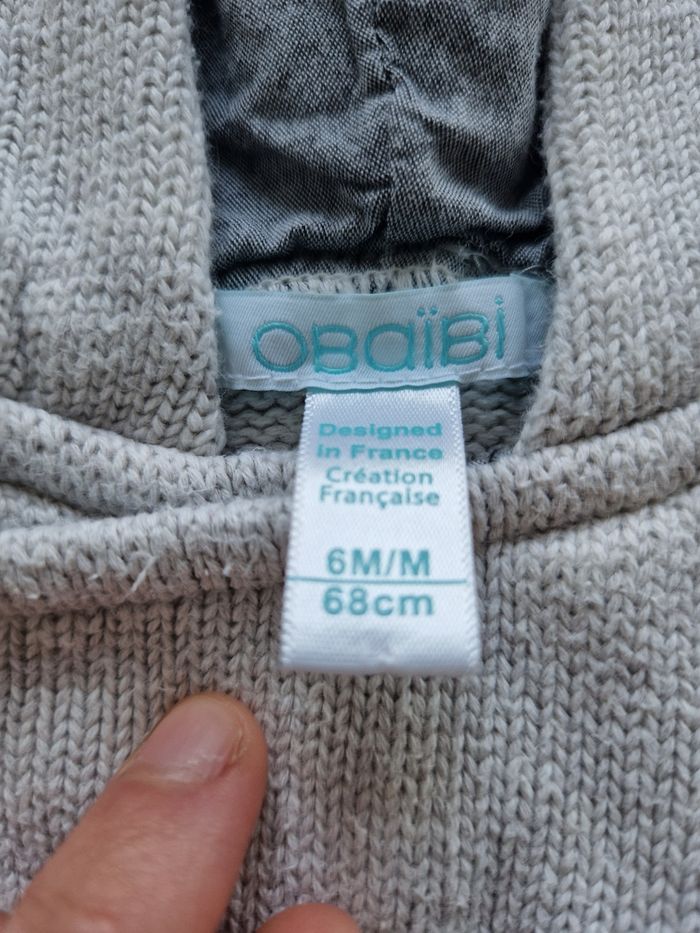 OBaïBi
Designed
in France
Création
Française
6M/M
68cm